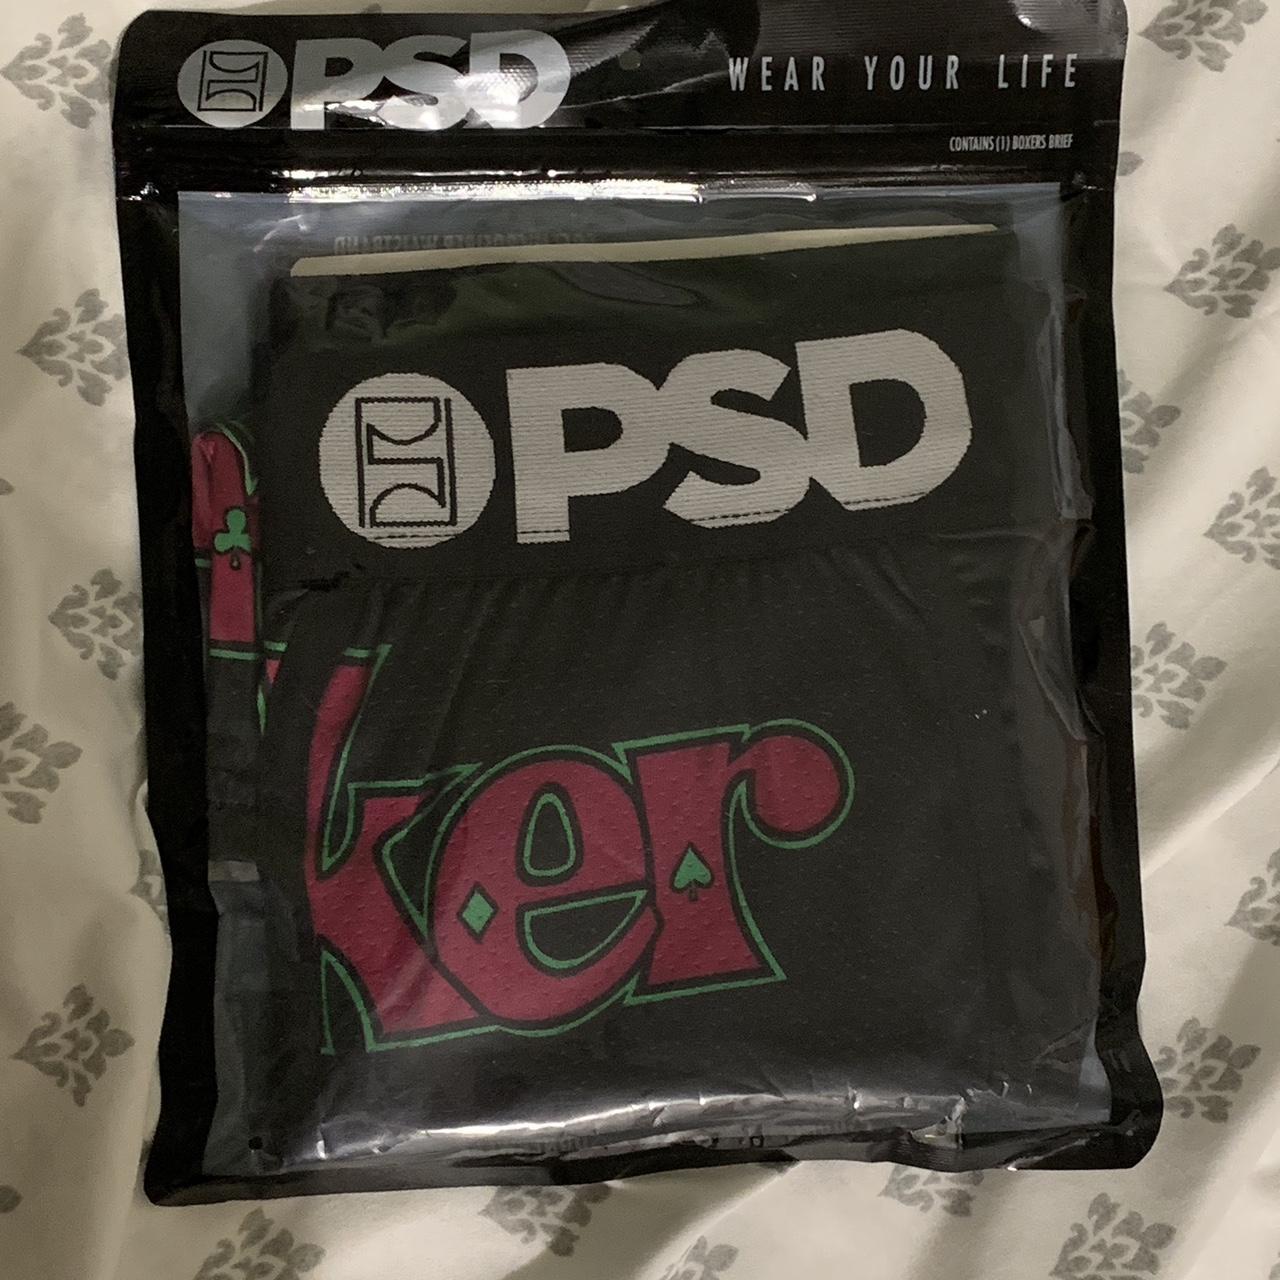 PSD
WEAR YOUR LIFE
CONTAINS (1) BOXERS BRIEF
PSD
ker